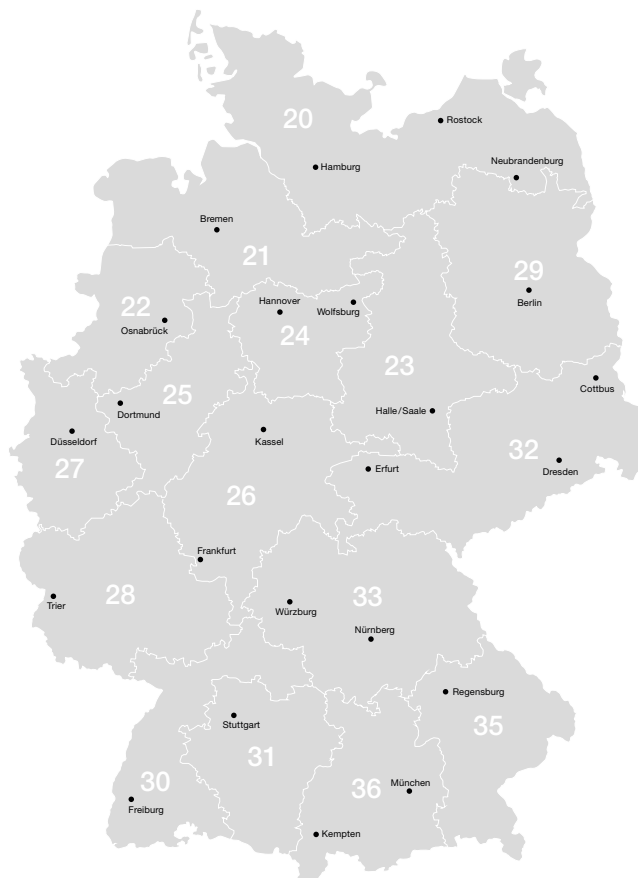 20
Rostock
Hamburg
Neubrandenburg
Bremen
21
29
Berlin
22
Osnabrück
Hannover
Wolfsburg
24
23
25
Dortmund
Cottbus
Halle/Saale
Düsseldorf
27
Kassel
32
Dresden
Erfurt
26
Frankfurt
28
Trier
33
Würzburg
Nürnberg
Regensburg
35
Stuttgart
31
30
Freiburg
36
München
Kempten